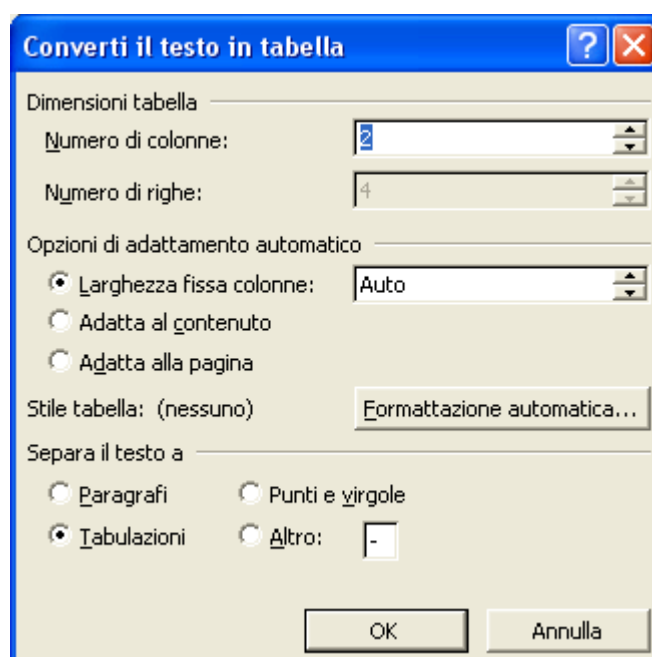 Converti il testo in tabella
Dimensioni tabella
Numero di colonne: 2
Numero di righe: 4
Opzioni di adattamento automatico
Larghezza fissa colonne: Auto
Adatta al contenuto
Adatta alla pagina
Stile tabella: (nessuno) Formattazione automatica...
Separa il testo a
Paragrafi Punti e virgole
Tabulazioni Altro: -
OK Annulla